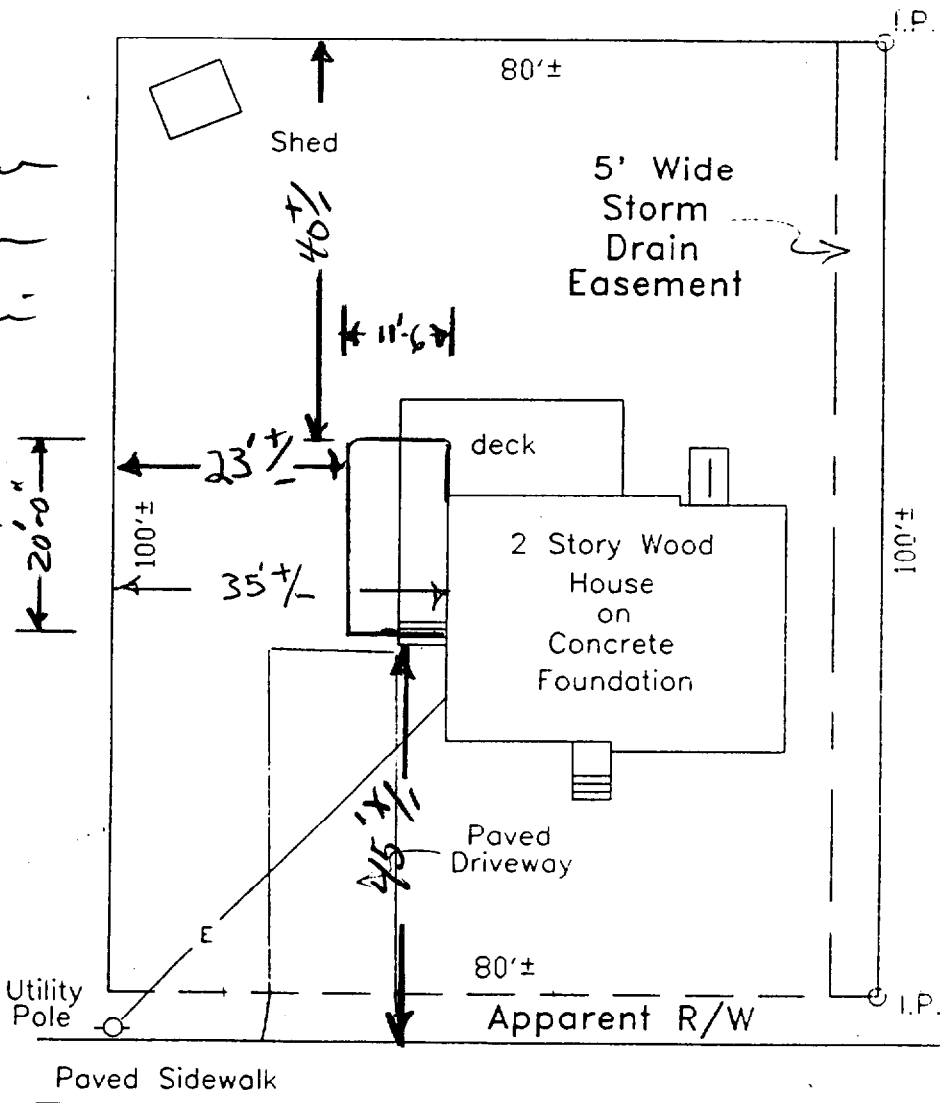 I.P.
80'±
Shed
40 +/-
5' Wide
Storm
Drain
Easement
11'-6
deck
23' +/-
20'-0"
100'±
35' +/-
2 Story Wood
House
on
Concrete
Foundation
100'±
45' +/-
Paved
Driveway
E
80'±
Utility
Pole
Apparent R/W
I.P.
Paved Sidewalk